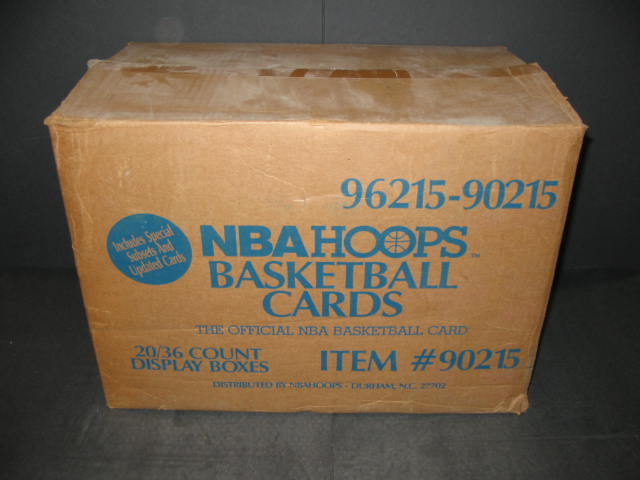 96215-90215
Includes Special
Subsets And
Updated Cards
NBA HOOPS™
BASKETBALL
CARDS
THE OFFICIAL NBA BASKETBALL CARD
20/36 COUNT
DISPLAY BOXES
ITEM #90215
DISTRIBUTED BY NBAHOOPS - DURHAM, N.C. 27702